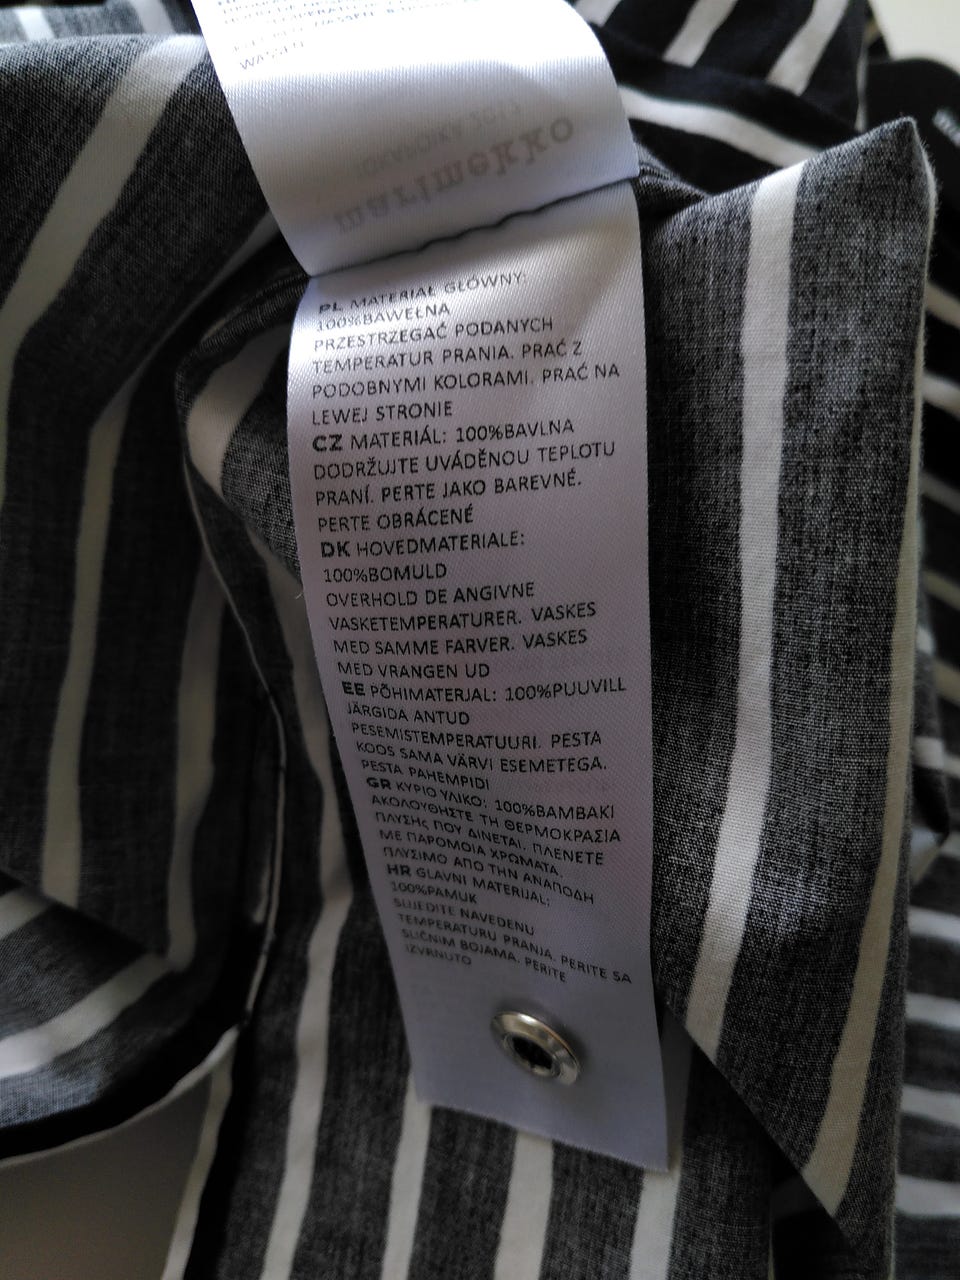 WASSEN
marimekko
PL MATERIAŁ GŁÓWNY:
100%BAWEŁNA
PRZESTRZEGAĆ PODANYCH
TEMPERATUR PRANIA. PRAĆ Z
PODOBNYMI KOLORAMI. PRAĆ NA
LEWEJ STRONIE
CZ MATERIÁL: 100%BAVLNA
DODRŽUJTE UVÁDĚNOU TEPLOTU
PRANÍ. PERTE JAKO BAREVNÉ.
PERTE OBRÁCENÉ
DK HOVEDMATERIALE:
100%BOMULD
OVERHOLD DE ANGIVNE
VASKETEMPERATURER. VASKES
MED SAMME FARVER. VASKES
MED VRANGEN UD
EE PÕHIMATERJAL: 100%PUUVILL
JÄRGIDA ANTUD
PESEMISTEMPERATUURI. PESTA
KOOS SAMA VÄRVI ESEMETEGA.
PESTA PAHEMPIDI
GR ΚΥΡΙΟ ΥΛΙΚΟ: 100%ΒΑΜΒΑΚΙ
ΑΚΟΛΟΥΘΗΣΤΕ ΤΗ ΘΕΡΜΟΚΡΑΣΙΑ
ΠΛΥΣΗς ΠΟΥ ΔΙΝΕΤΑΙ. ΠΛΕΝΕΤΕ
ΜΕ ΠΑΡΟΜΟΙΑ ΧΡΩΜΑΤΑ.
ΠΛΥΣΙΜΟ ΑΠΟ ΤΗΝ ΑΝΑΠΟΔΗ
HR GLAVNI MATERIJAL:
100%PAMUK
SLIJEDITE NAVEDENU
TEMPERATURU PRANJA. PERITE SA
SLIČNIM BOJAMA. PERITE
IZVRNUTO